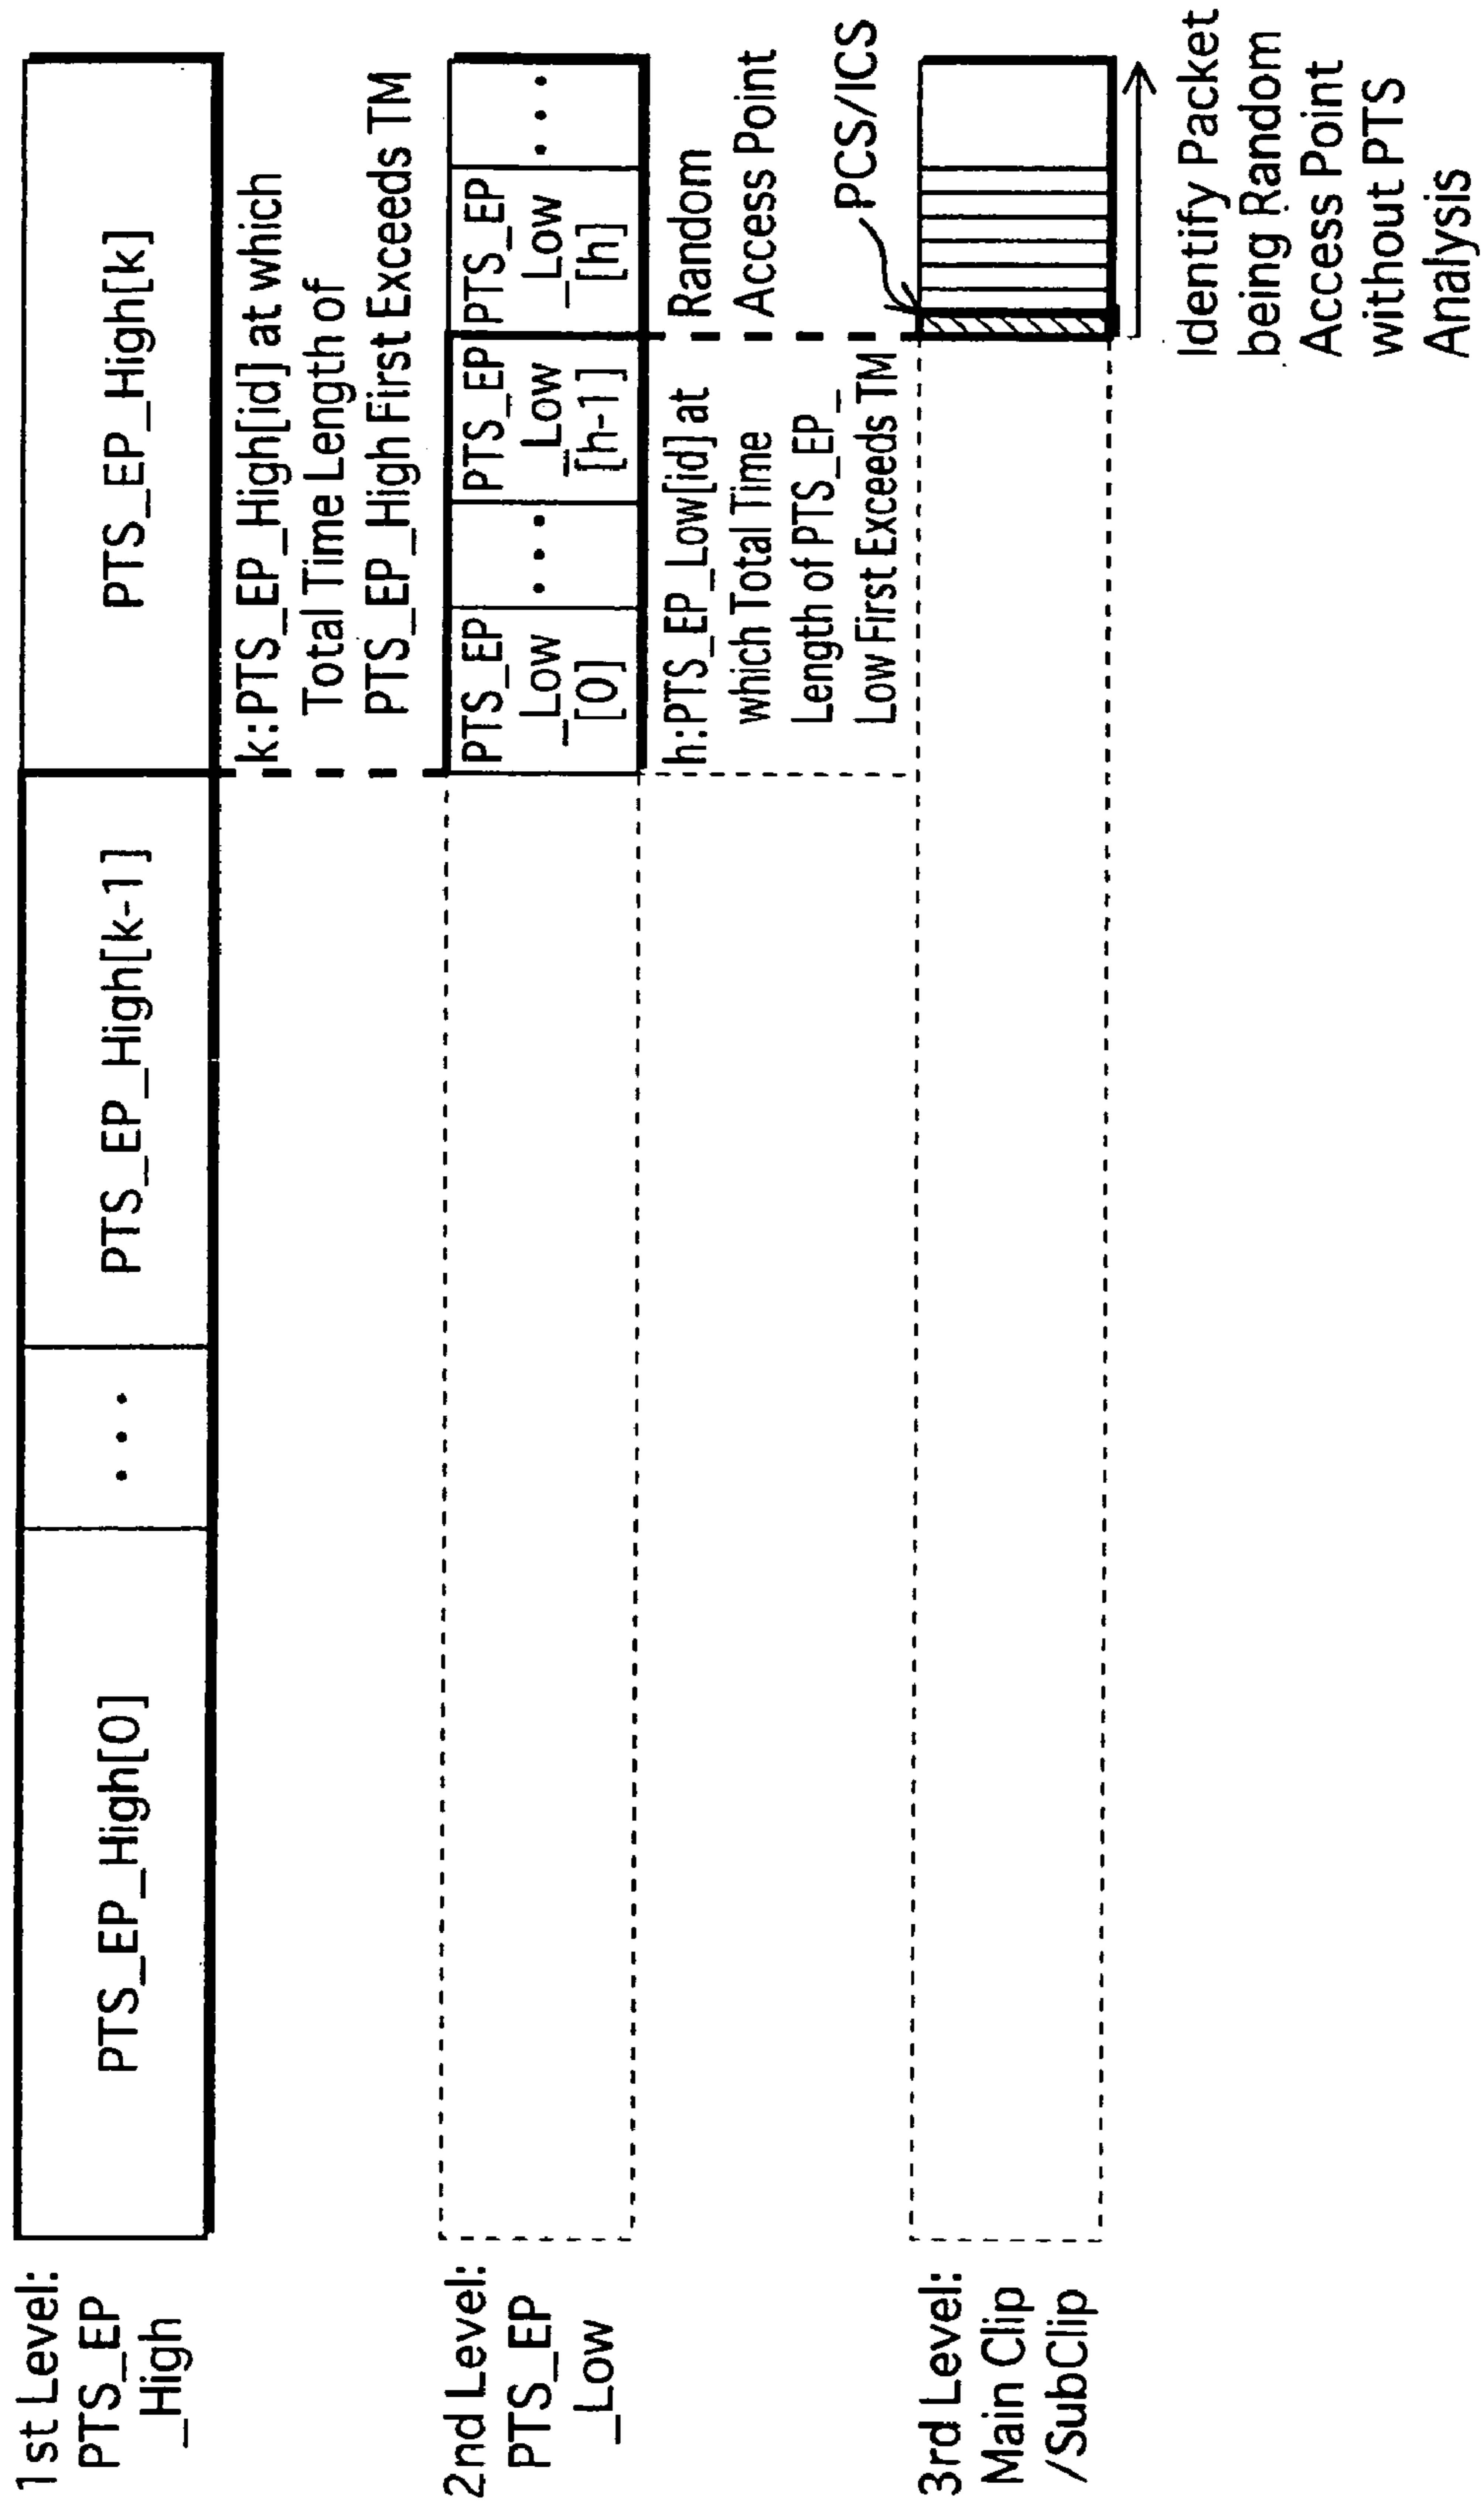 1st Level:
PTS_EP
_High
PTS_EP_High[0]
• • •
PTS_EP_High[k-1]
PTS_EP_High[k]
k:PTS_EP_High[id] at which
Total Time Length of
PTS_EP_High First Exceeds TM
2nd Level:
PTS_EP
_Low
PTS_EP
_Low
[0]
• • •
PTS_EP
_Low
[h-1]
PTS_EP
_Low
[h]
• • •
h:PTS_EP_Low[id] at
which Total Time
Length of PTS_EP_
Low First Exceeds TM
Random
Access Point
PCS/ICS
3rd Level:
Main Clip
/SubClip
Identify Packet
being Random
Access Point
without PTS
Analysis